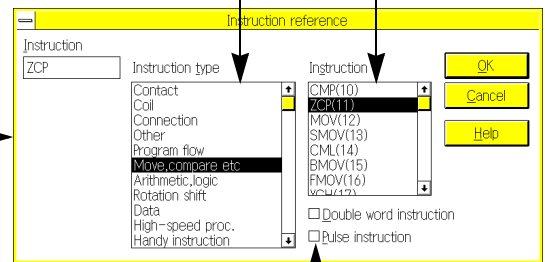 Instruction reference
Instruction
ZCP
Instruction type
Contact
Coil
Connection
Other
Program flow
Move,compare etc
Arithmetic,logic
Rotation shift
Data
High-speed proc.
Handy instruction
Instruction
CMP(10)
ZCP(11)
MOV(12)
SMOV(13)
CML(14)
BMOV(15)
FMOV(16)
XCH(17)
Double word instruction
Pulse instruction
OK
Cancel
Help